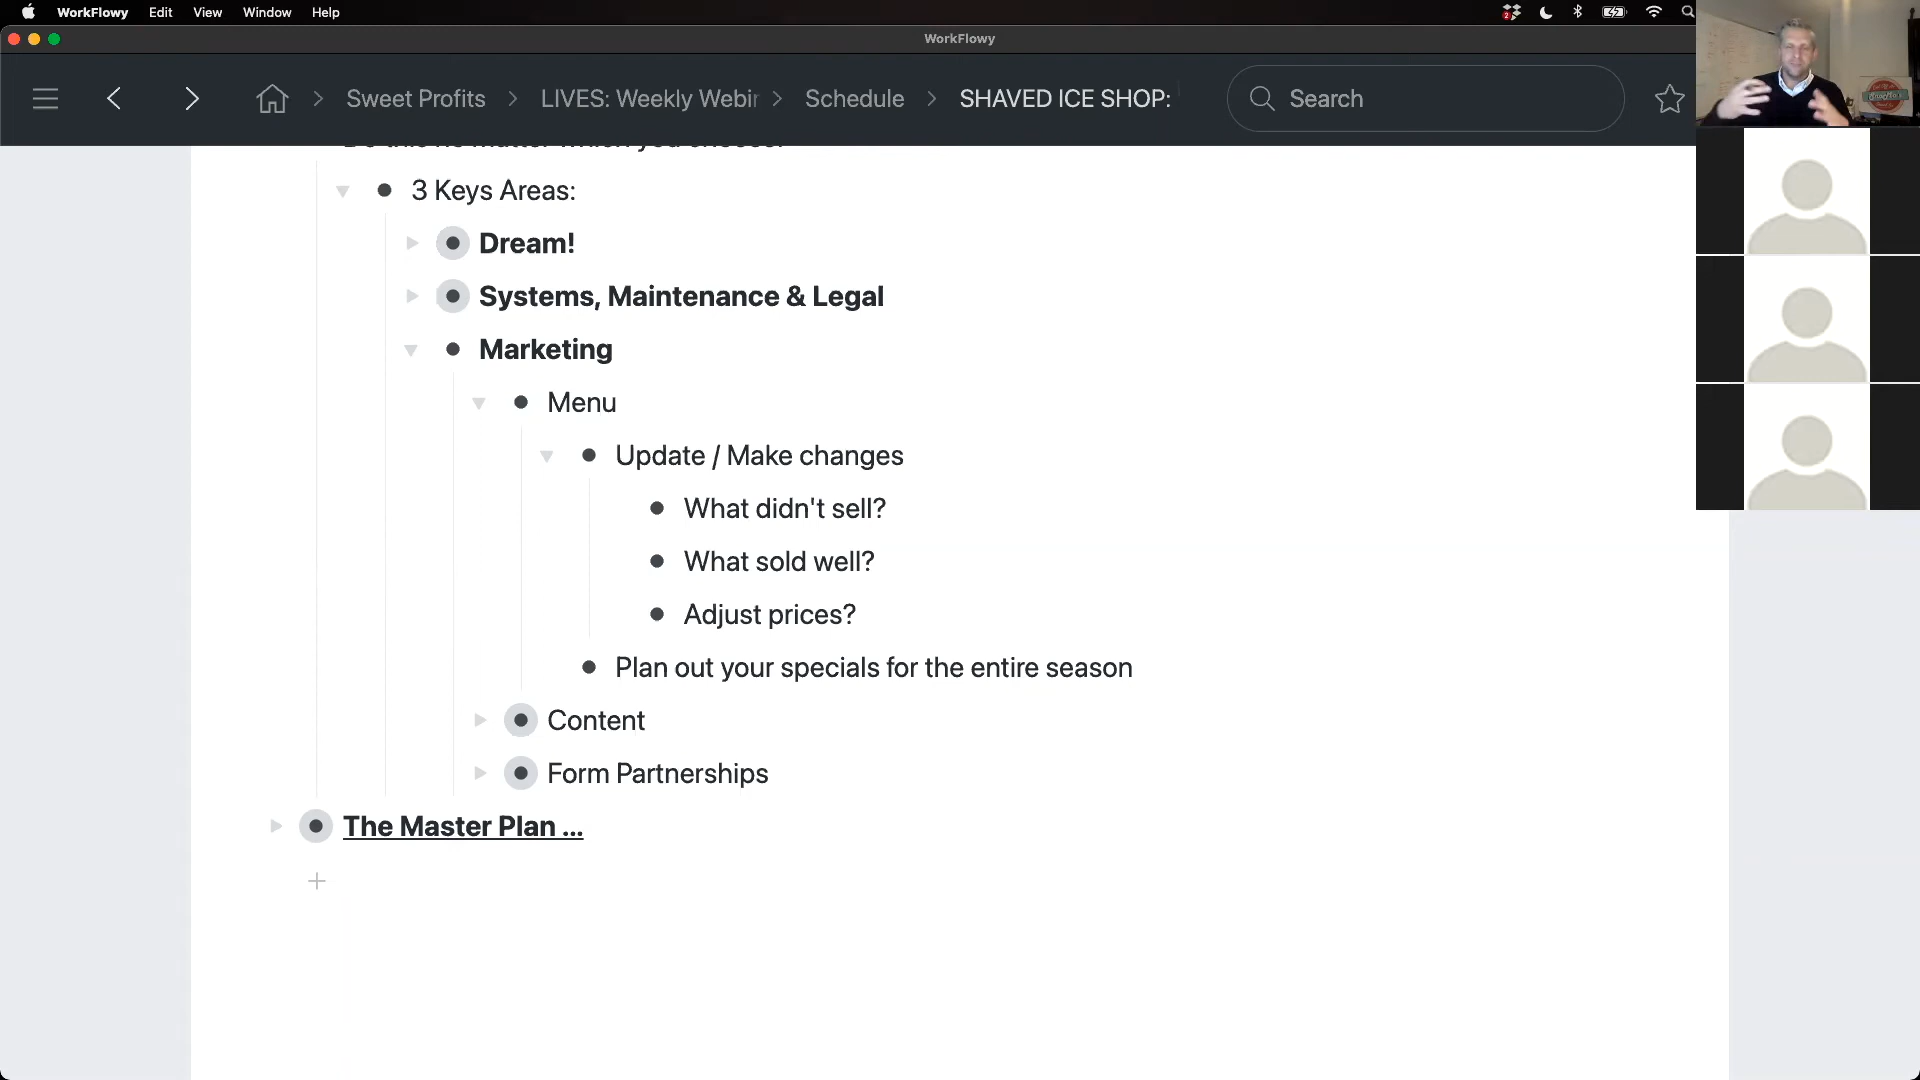 WorkFlowy Edit View Window Help
WorkFlowy
Sweet Profits LIVES: Weekly Webir Schedule SHAVED ICE SHOP: Search
3 Keys Areas:
Dream!
Systems, Maintenance & Legal
Marketing
Menu
Update / Make changes
What didn't sell?
What sold well?
Adjust prices?
Plan out your specials for the entire season
Content
Form Partnerships
The Master Plan ...